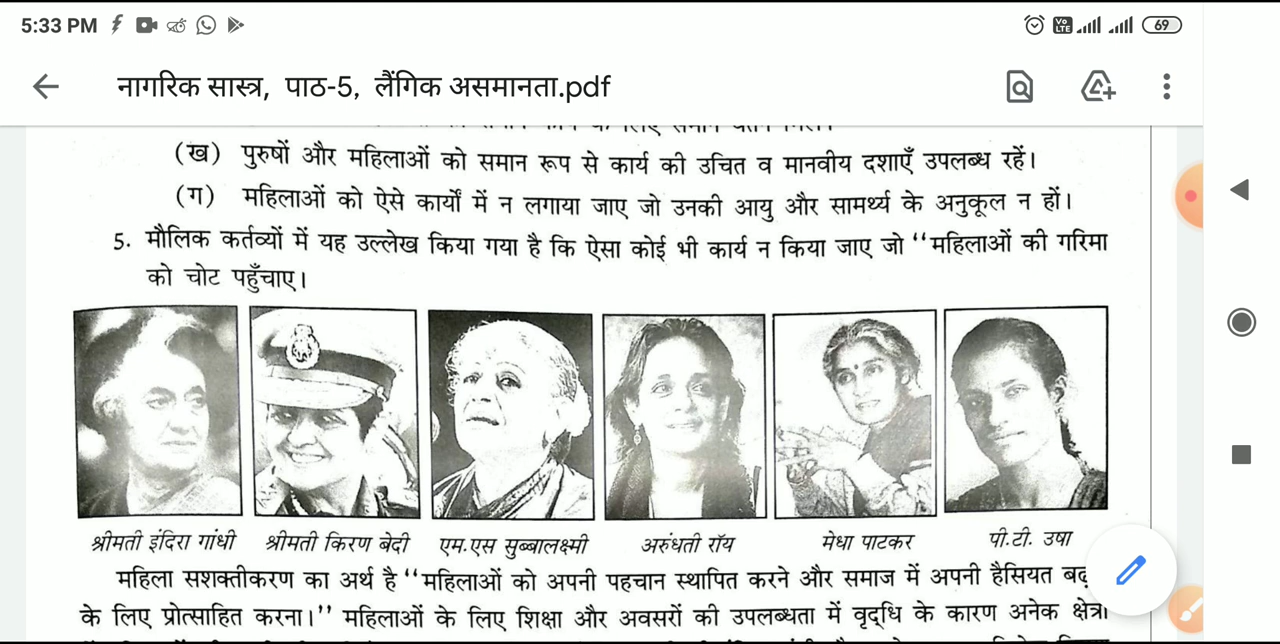 5:33 PM
Vo LTE
69
नागरिक सास्त्र, पाठ-5, लैंगिक असमानता.pdf
(ख) पुरुषों और महिलाओं को समान रूप से कार्य की उचित व मानवीय दशाएँ उपलब्ध रहें।
(ग) महिलाओं को ऐसे कार्यों में न लगाया जाए जो उनकी आयु और सामर्थ्य के अनुकूल न हों।
5. मौलिक कर्तव्यों में यह उल्लेख किया गया है कि ऐसा कोई भी कार्य न किया जाए जो ‘‘महिलाओं की गरिमा
को चोट पहुँचाए।
श्रीमती इंदिरा गांधी श्रीमती किरण बेदी एम.एस सुब्बालक्ष्मी अरुंधती रॉय मेधा पाटकर पी.टी. उषा
महिला सशक्तीकरण का अर्थ है ‘‘महिलाओं को अपनी पहचान स्थापित करने और समाज में अपनी हैसियत
के लिए प्रोत्साहित करना।’’ महिलाओं के लिए शिक्षा और अवसरों की उपलब्धता में वृद्धि के कारण अनेक